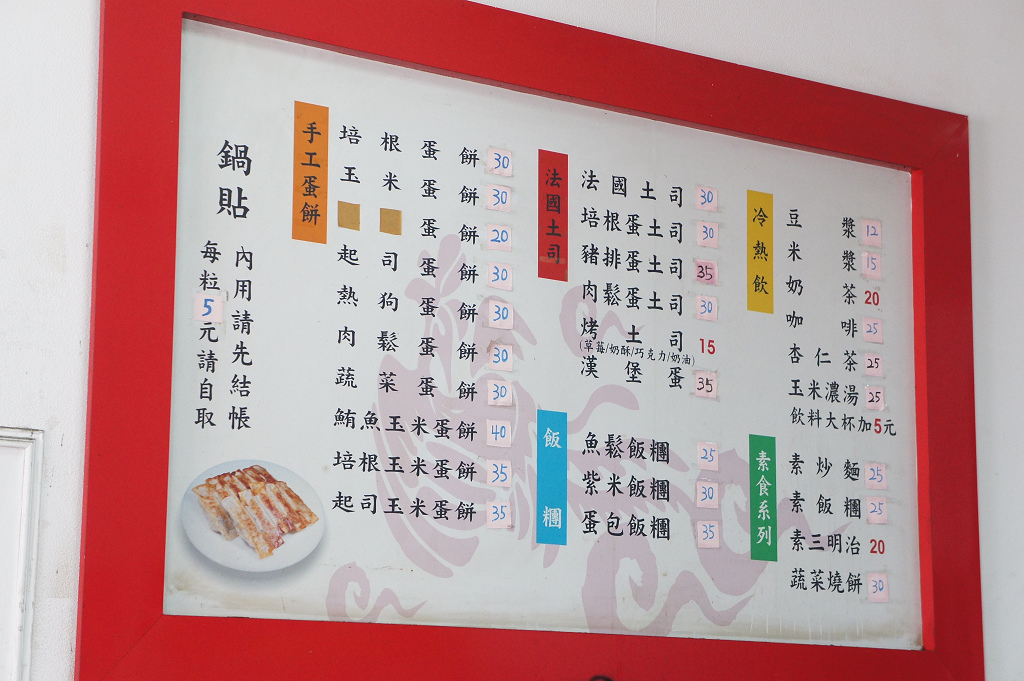 鍋貼
每粒5元請自取
內用請先結帳
手工蛋餅
培根蛋餅 30
玉米蛋餅 30
蛋餅 20
起司蛋餅 30
熱狗蛋餅 30
肉鬆蛋餅 30
蔬菜蛋餅 30
鮪魚玉米蛋餅 40
培根玉米蛋餅 35
起司玉米蛋餅 35
法國土司
法國土司 30
培根蛋土司 30
豬排蛋土司 35
肉鬆蛋土司 30
烤土司 15
(草莓/奶酥/巧克力/奶油)
漢堡蛋 35
飯糰
魚鬆飯糰 25
紫米飯糰 30
蛋包飯糰 35
冷熱飲
豆漿 12
米漿 15
奶茶 20
咖啡 25
杏仁茶 25
玉米濃湯 25
飲料大杯加5元
素食系列
素炒麵 25
素飯糰 25
素三明治 20
蔬菜燒餅 30